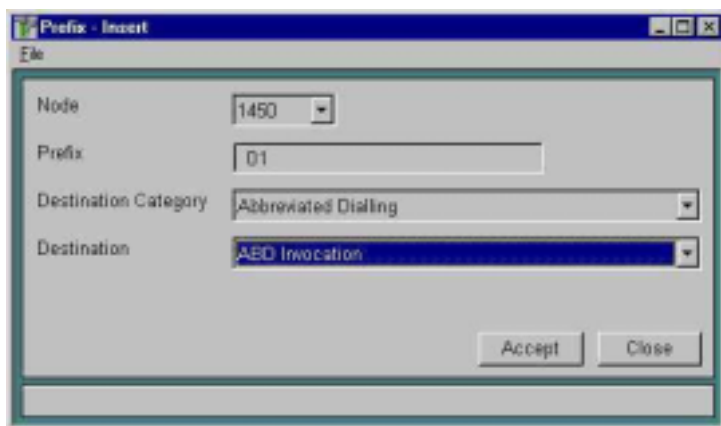 Prefix - Insert
File
Node 1450
Prefix 01
Destination Category Abbreviated Dialling
Destination ABD Invocation
Accept Close